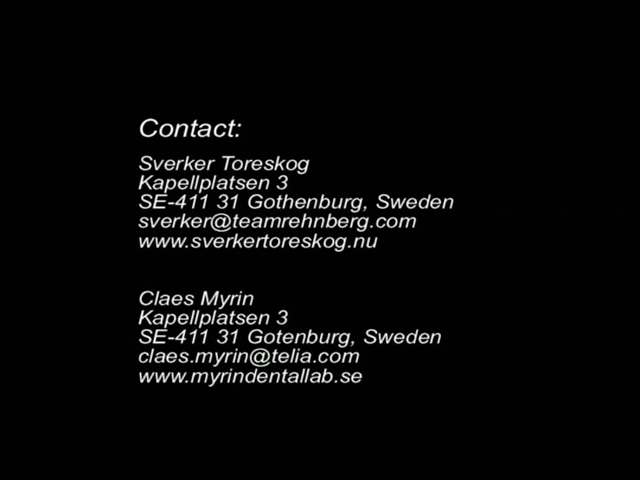 Contact:
Sverker Toreskog
Kapellplatsen 3
SE-411 31 Gothenburg, Sweden
sverker@teamrehnberg.com
www.sverkertoreskog.nu
Claes Myrin
Kapellplatsen 3
SE-411 31 Gotenburg, Sweden
claes.myrin@telia.com
www.myrindentallab.se